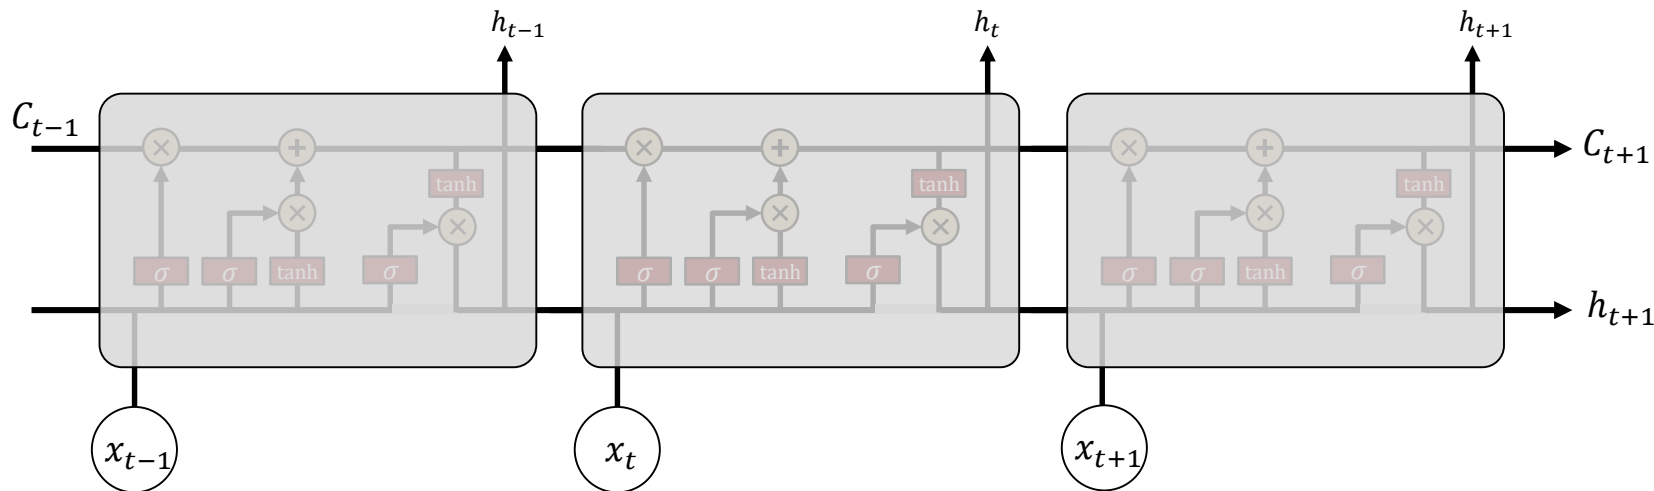 h_{t−1} h_t h_{t+1}
C_{t−1} × + × + × + C_{t+1}
tanh tanh tanh
× × × × × ×
σ σ tanh σ σ σ tanh σ σ σ tanh σ
h_{t+1}
x_{t−1} x_t x_{t+1}